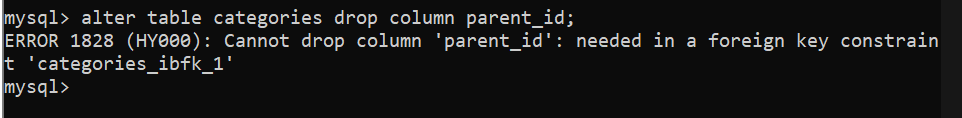 mysql> alter table categories drop column parent_id;
ERROR 1828 (HY000): Cannot drop column 'parent_id': needed in a foreign key constrain
t 'categories_ibfk_1'
mysql>